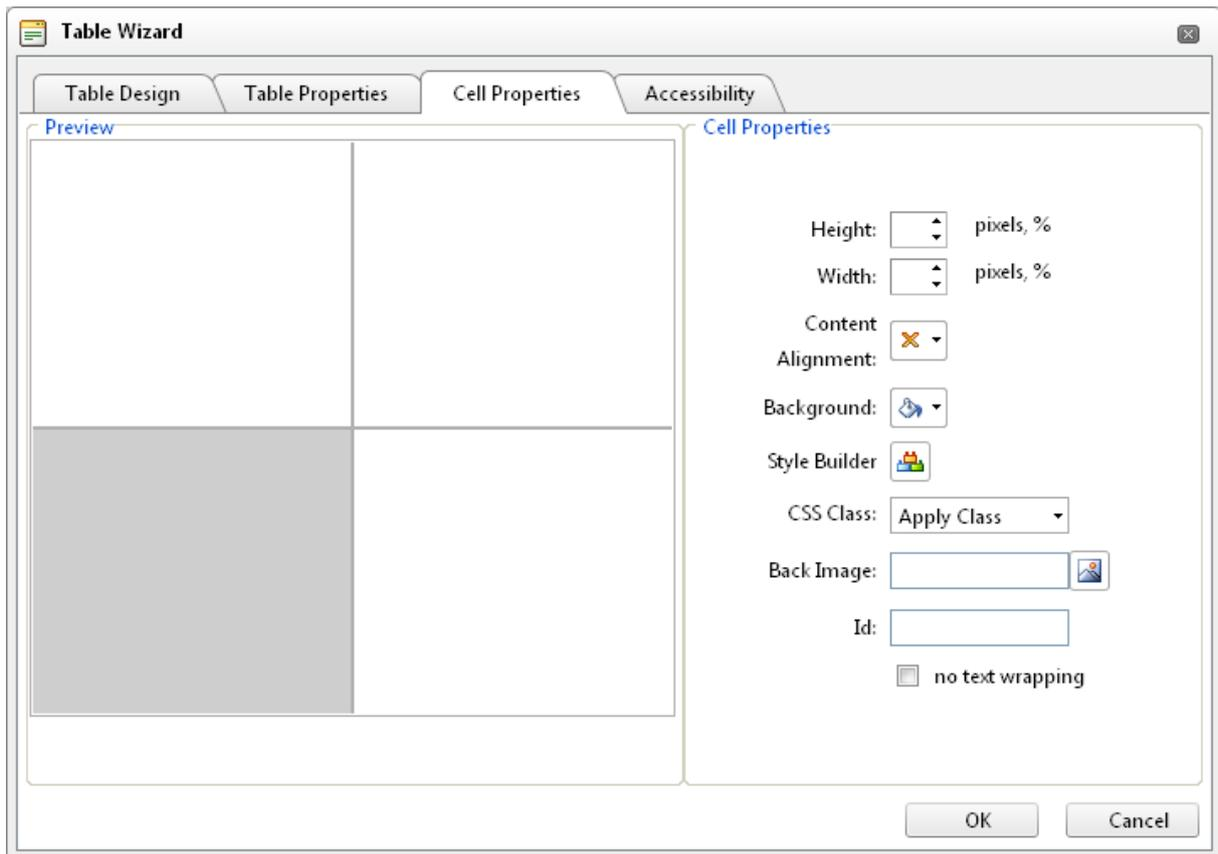 Table Wizard
Table Design
Table Properties
Cell Properties
Accessibility
Preview
Cell Properties
Height: pixels, %
Width: pixels, %
Content
Alignment:
Background:
Style Builder
CSS Class: Apply Class
Back Image:
Id:
no text wrapping
OK
Cancel